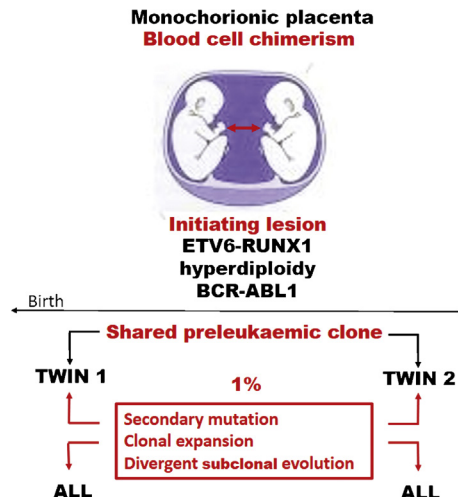 Monochorionic placenta
Blood cell chimerism
Initiating lesion
ETV6-RUNX1
hyperdiploidy
BCR-ABL1
Birth
Shared preleukaemic clone
TWIN 1
TWIN 2
1%
Secondary mutation
Clonal expansion
Divergent subclonal evolution
ALL
ALL